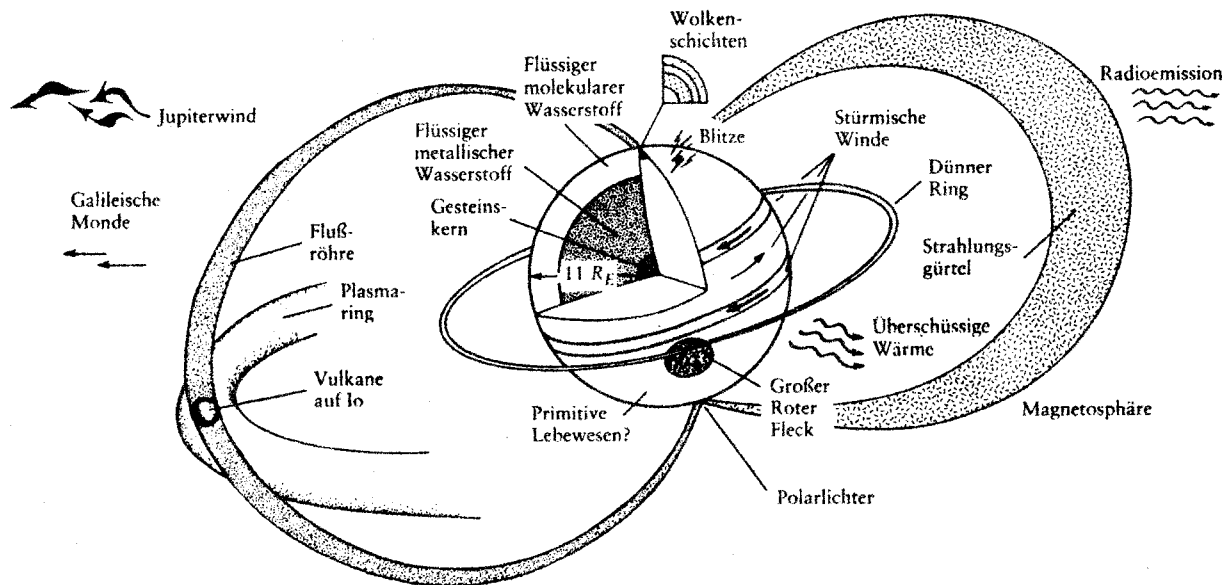 Wolken-
schichten
Flüssiger
molekularer
Wasserstoff
Radioemission
Jupiterwind
Flüssiger
metallischer
Wasserstoff
Blitze
Stürmische
Winde
Dünner
Ring
Galileische
Monde
Gesteins-
kern
Fluß-
röhre
Strahlungs-
gürtel
11 R_E
Plasma-
ring
Überschüssige
Wärme
Vulkane
auf Io
Großer
Roter
Fleck
Primitive
Lebewesen?
Magnetosphäre
Polarlichter